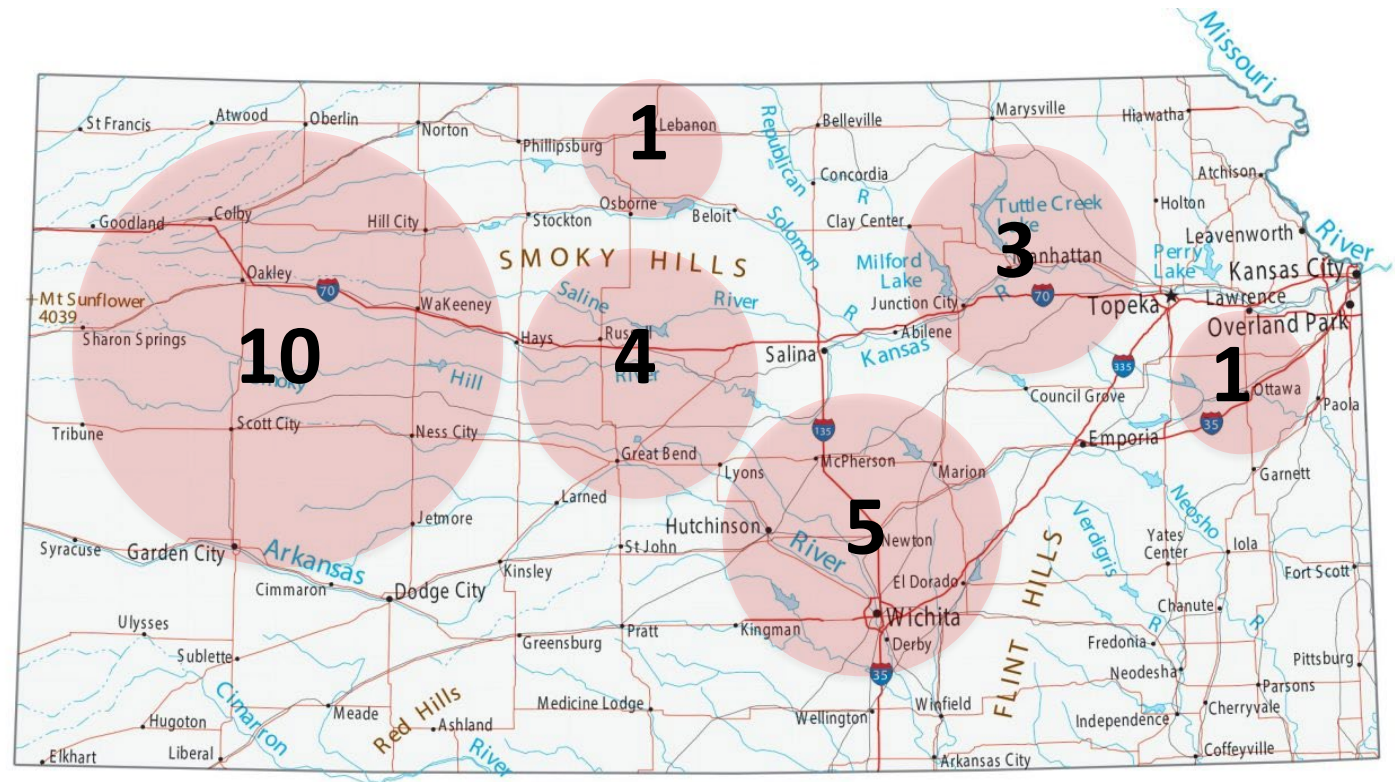 Missouri
St Francis
Atwood
Oberlin
Norton
Phillipsburg
1
Lebanon
Republican
R
Belleville
Marysville
Hiawatha
Concordia
Atchison
Goodland
Colby
Hill City
Stockton
Osborne
Beloit
Solomon
R
Clay Center
Tuttle Creek
Lake
3
Manhattan
Holton
Leavenworth
River
SMOKY HILLS
Milford
Lake
Perry
Lake
Kansas City
Oakley
70
WaKeeney
Saline
River
Junction City
R
70
Topeka
Lawrence
+Mt Sunflower
4039
Sharon Springs
Overland Park
10
Smoky
Hill
Hays
Russell
4
River
Salina
Abilene
Kansas
335
1
Ottawa
Council Grove
35
Paola
Tribune
Scott City
Ness City
Great Bend
135
McPherson
Lyons
Marion
Emporia
Garnett
Larned
Jetmore
Hutchinson
River
5
Newton
Neosho
R
Verdigris
Syracuse
Garden City
Arkansas
St John
Yates
Center
Iola
Kinsley
El Dorado
FLINT HILLS
Fort Scott
Cimmaron
Dodge City
Wichita
Chanute
Ulysses
Greensburg
Pratt
Kingman
Derby
Fredonia
R
Sublette
35
Neodesha
Pittsburg
Cimarron
River
Red Hills
Medicine Lodge
Wellington
Winfield
Parsons
Hugoton
Meade
Ashland
Independence
Cherryvale
Elkhart
Liberal
Arkansas City
Coffeyville